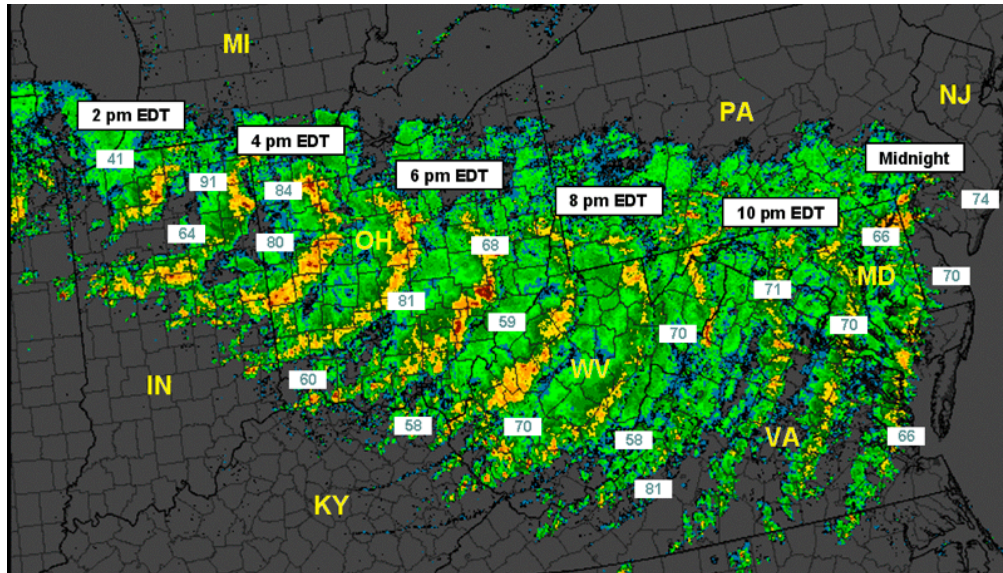 MI
PA
NJ
2 pm EDT
4 pm EDT
6 pm EDT
8 pm EDT
10 pm EDT
Midnight
41
91
84
64
80
OH
68
81
59
60
58
70
58
81
70
71
70
66
74
70
66
MD
IN
WV
VA
KY